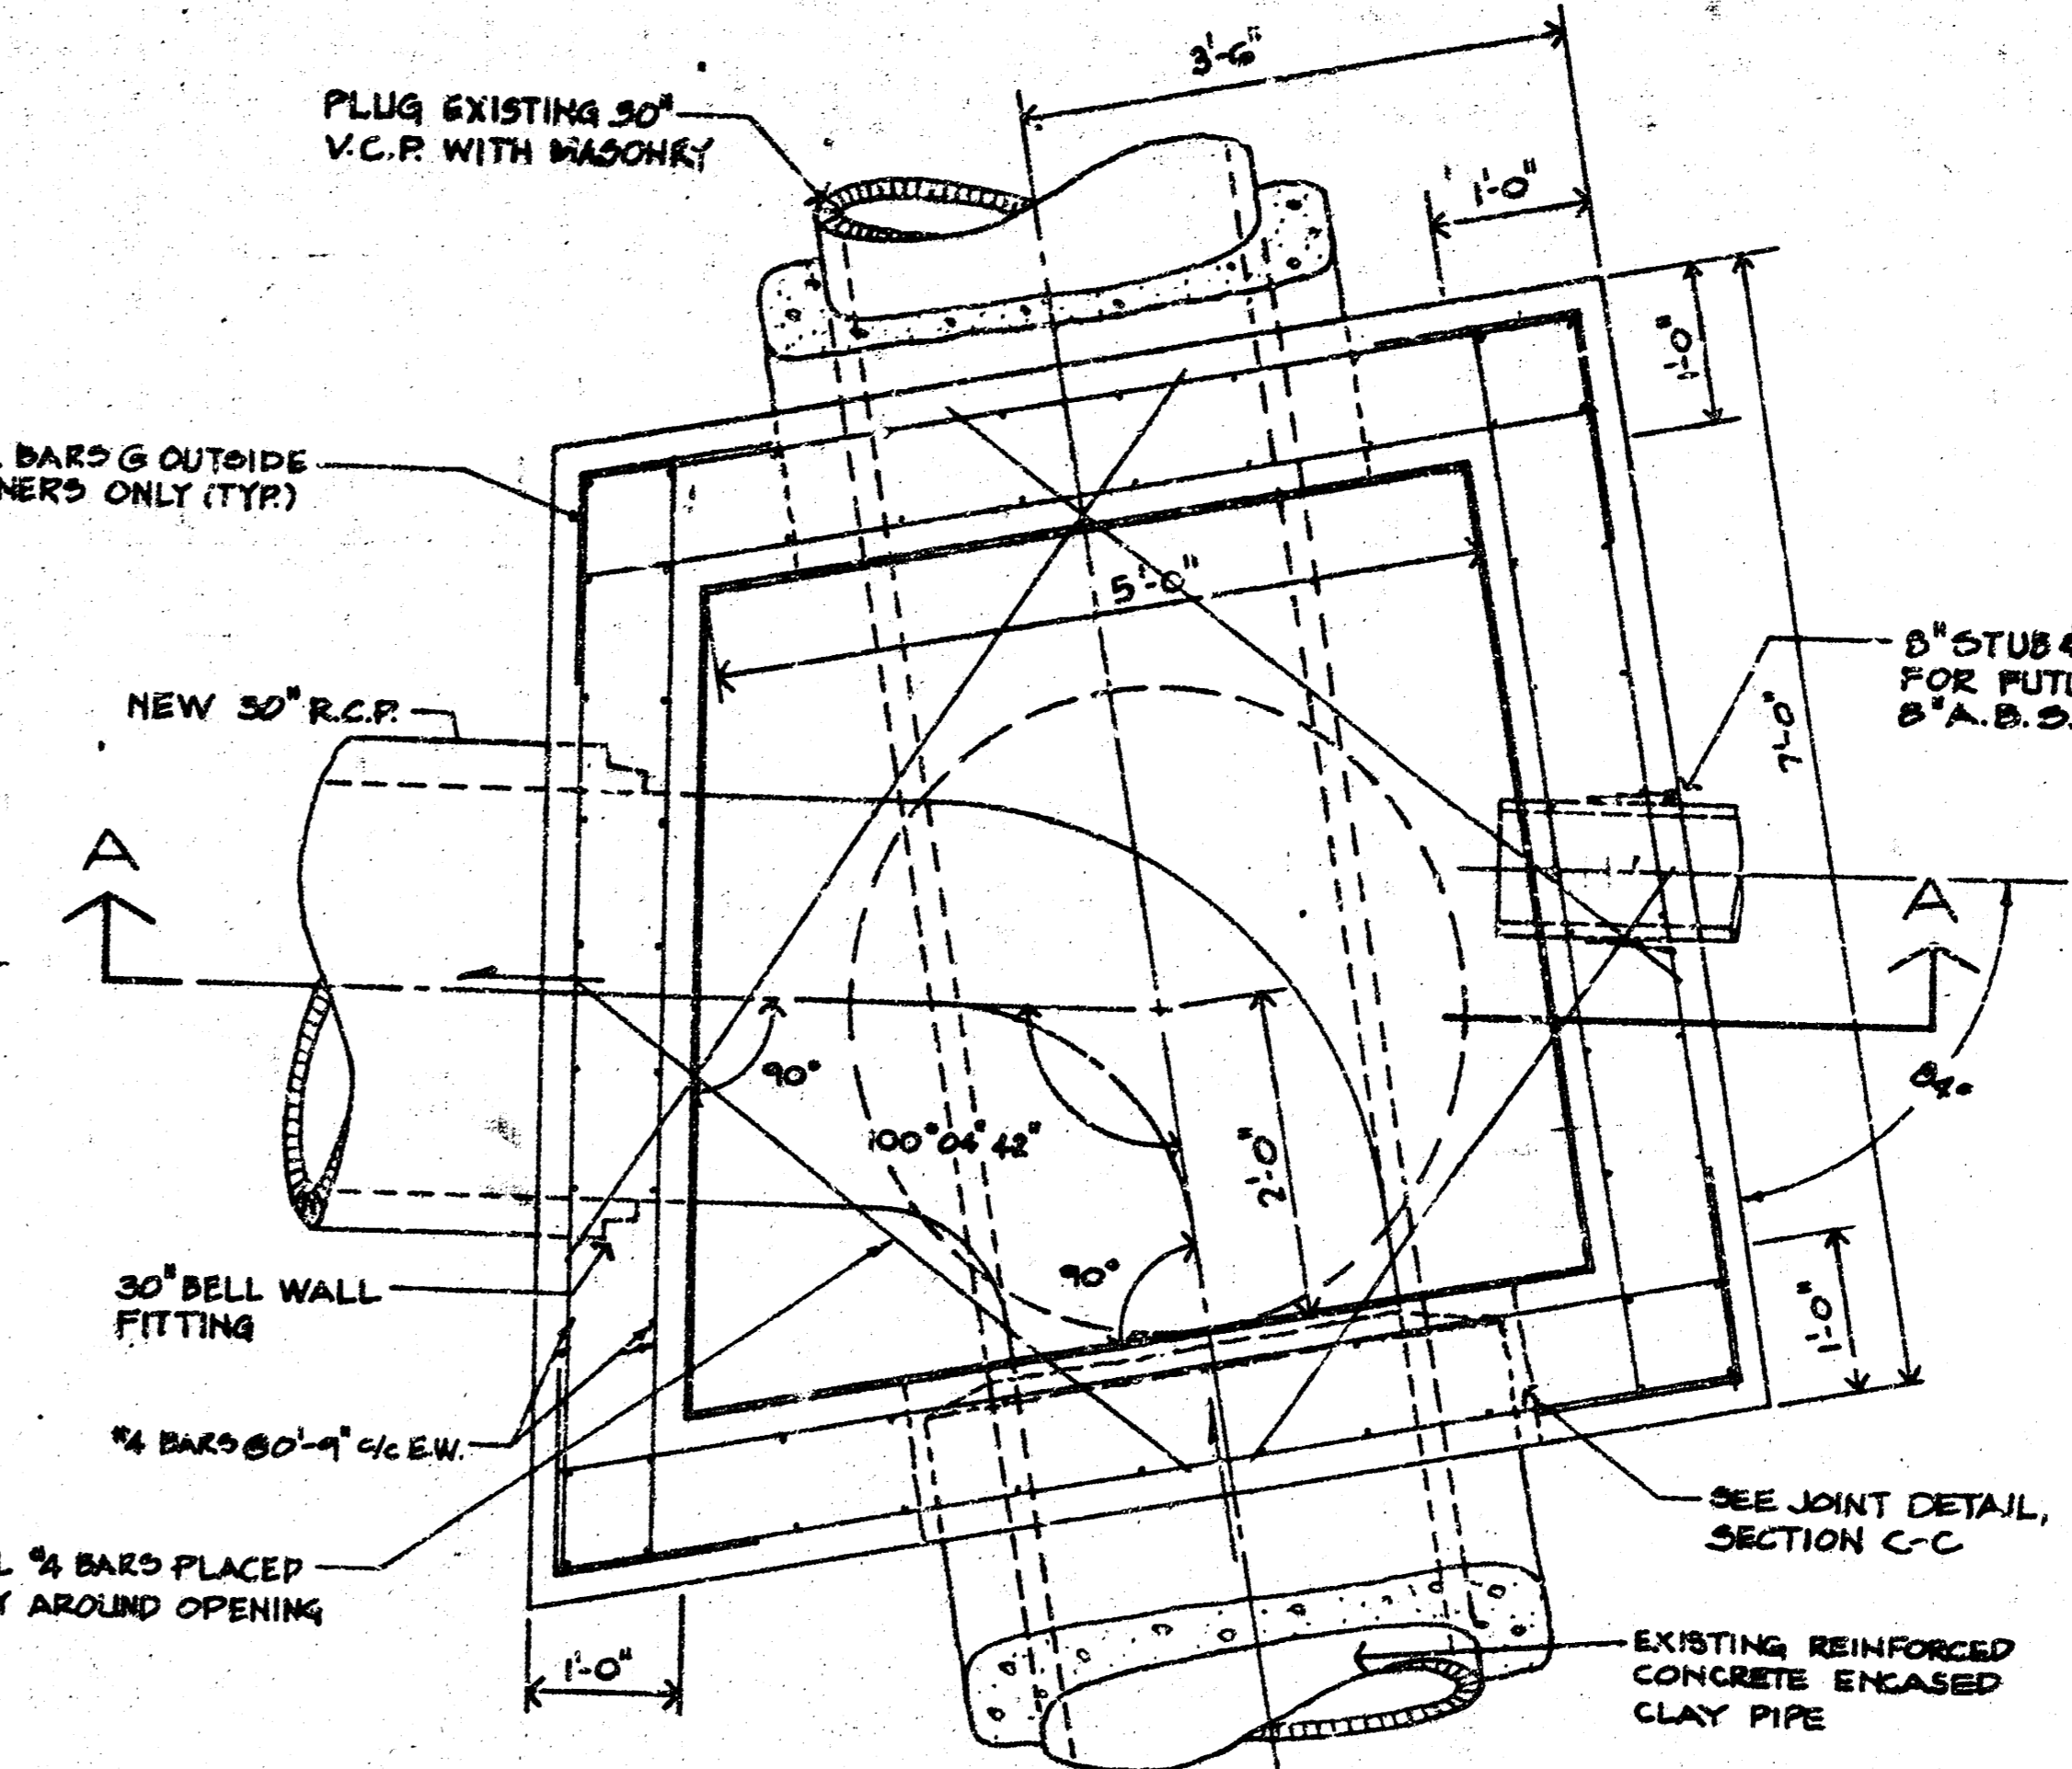 3'-6"
PLUG EXISTING 30"
V.C.P. WITH MASONRY
1'-0"
1'-0"
BARS @ OUTSIDE
NERS ONLY (TYP.)
5'-0"
8" STUB &
FOR FUTU
8" A.B.S.
NEW 30" R.C.P.
7'-0"
A
A
90°
84°
100° 04' 42"
2'-0"
90°
30" BELL WALL
FITTING
1'-0"
#4 BARS @ 0'-9" c/c E.W.
SEE JOINT DETAIL,
SECTION C-C
L #4 BARS PLACED
Y AROUND OPENING
1'-0"
EXISTING REINFORCED
CONCRETE ENCASED
CLAY PIPE